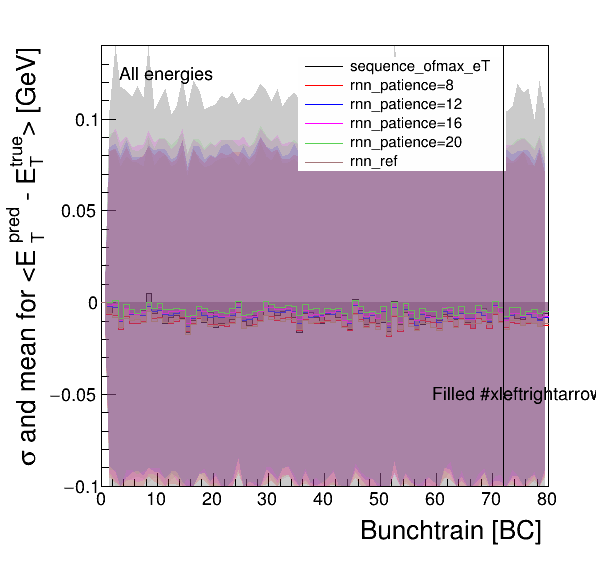 σ and mean for <E_T^pred - E_T^true> [GeV]
All energies
sequence_ofmax_eT
rnn_patience=8
rnn_patience=12
rnn_patience=16
rnn_patience=20
rnn_ref
0.1
0.05
0
−0.05
−0.1
Filled #xleftrightarrow
0 10 20 30 40 50 60 70 80
Bunchtrain [BC]